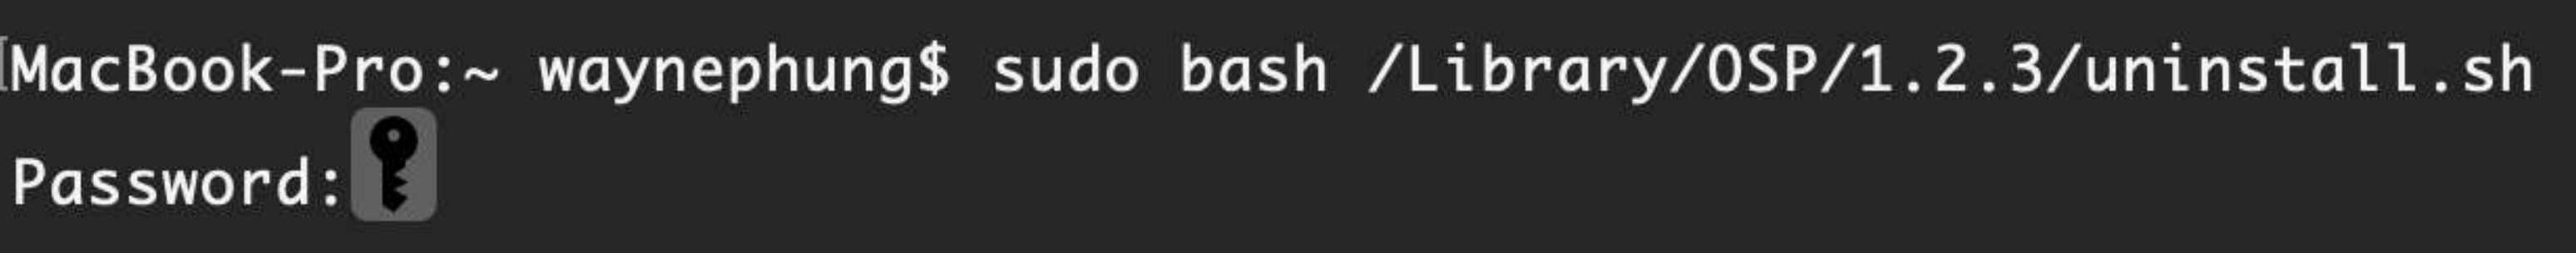 MacBook-Pro:~ waynephung$ sudo bash /Library/OSP/1.2.3/uninstall.sh
Password: